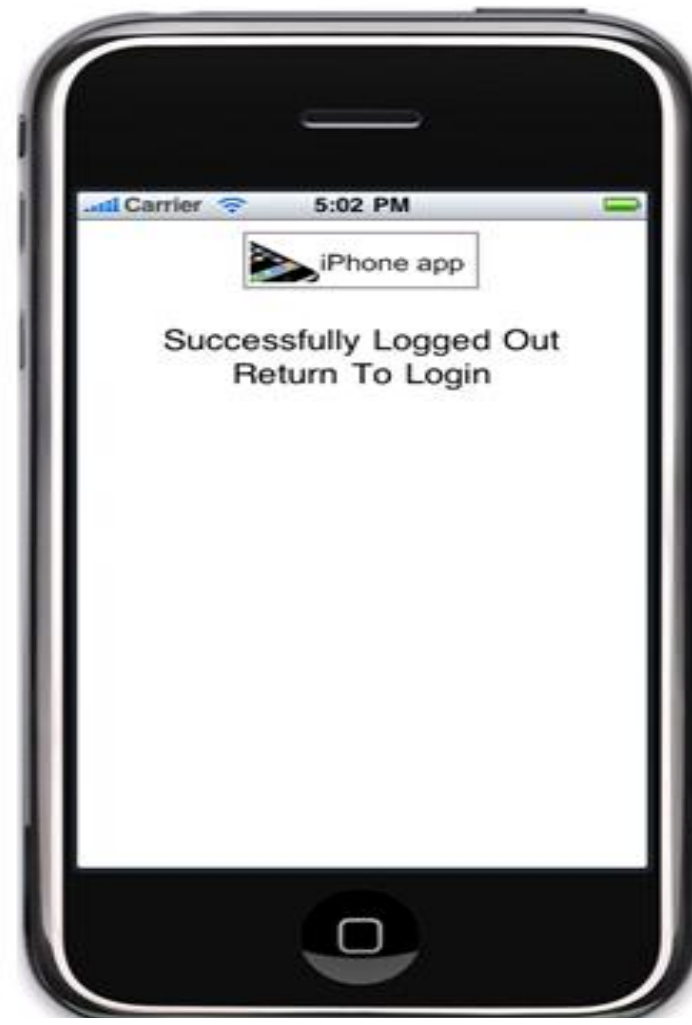 Carrier 5:02 PM
iPhone app
Successfully Logged Out
Return To Login